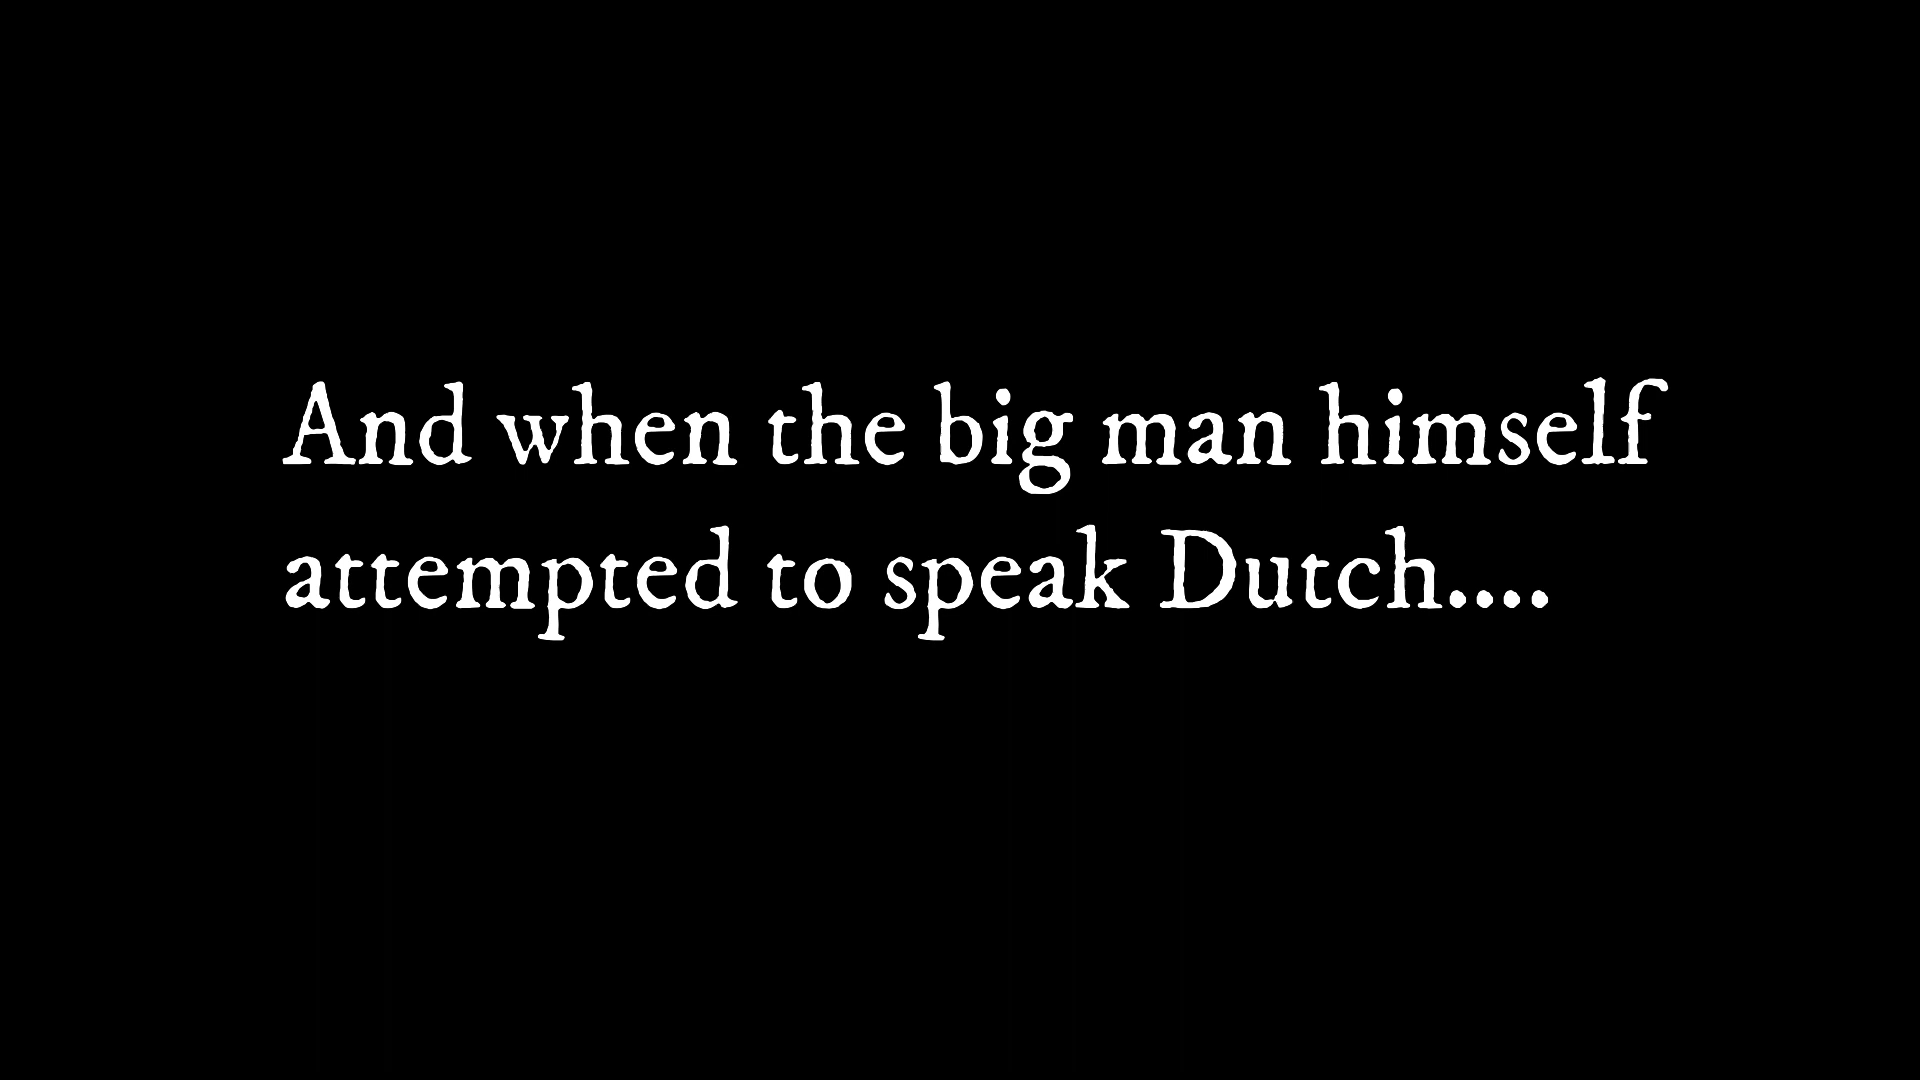 And when the big man himself
attempted to speak Dutch....